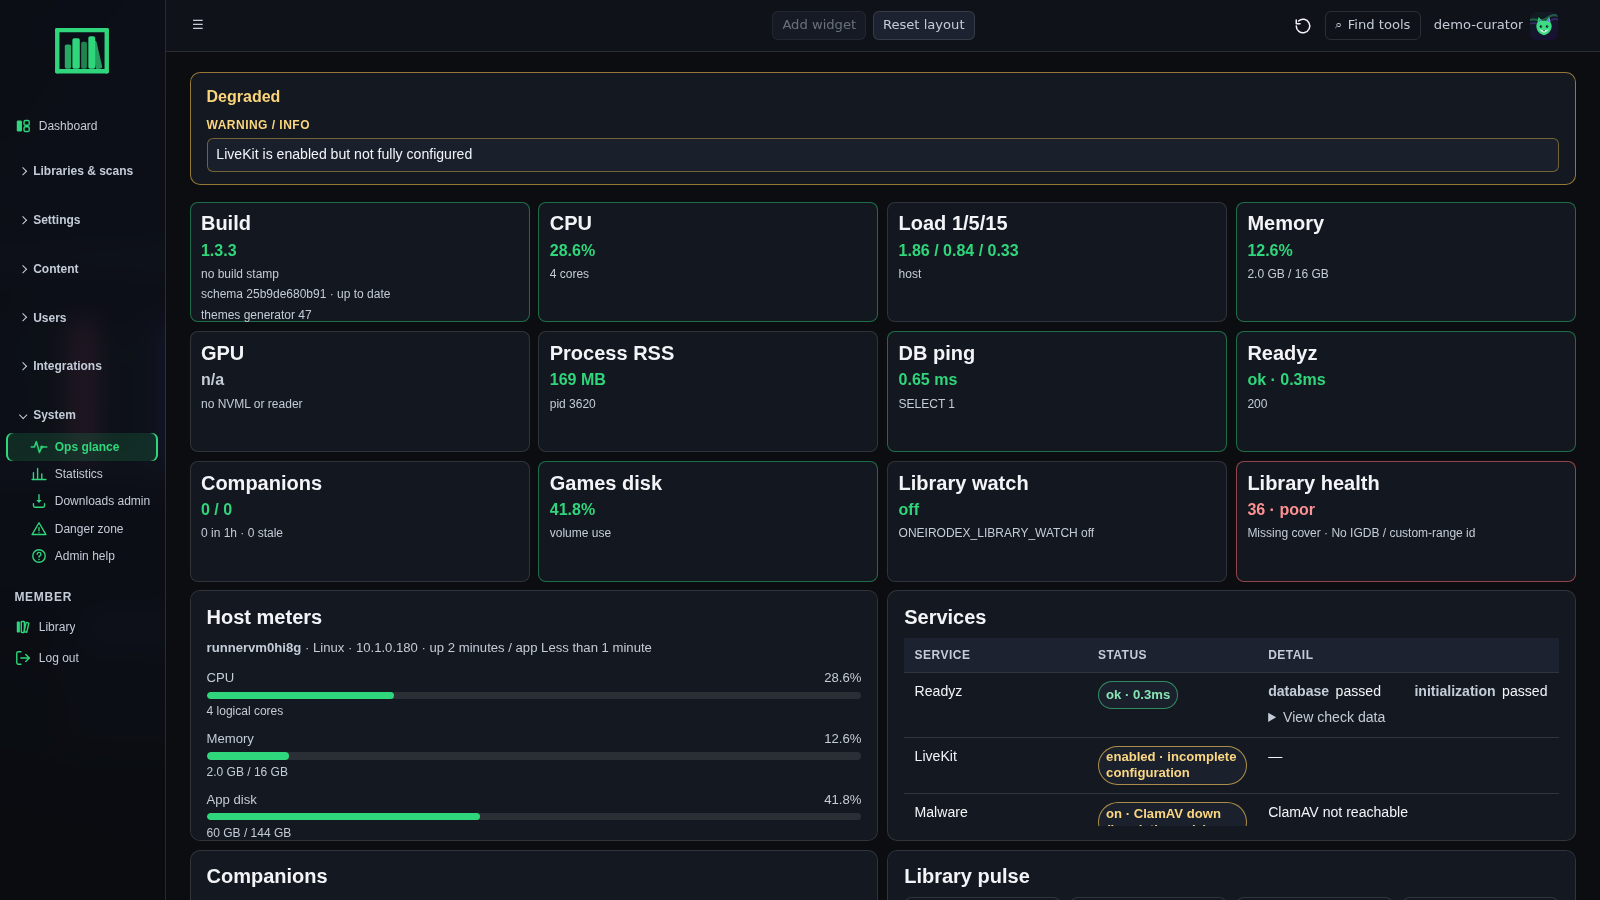 ☰
Add widget
Reset layout
Find tools
demo-curator
Dashboard
Libraries & scans
Settings
Content
Users
Integrations
System
Ops glance
Statistics
Downloads admin
Danger zone
Admin help
MEMBER
Library
Log out
Degraded
WARNING / INFO
LiveKit is enabled but not fully configured
Build
1.3.3
no build stamp
schema 25b9de680b91 · up to date
themes generator 47
CPU
28.6%
4 cores
Load 1/5/15
1.86 / 0.84 / 0.33
host
Memory
12.6%
2.0 GB / 16 GB
GPU
n/a
no NVML or reader
Process RSS
169 MB
pid 3620
DB ping
0.65 ms
SELECT 1
Readyz
ok · 0.3ms
200
Companions
0 / 0
0 in 1h · 0 stale
Games disk
41.8%
volume use
Library watch
off
ONEIRODEX_LIBRARY_WATCH off
Library health
36 · poor
Missing cover · No IGDB / custom-range id
Host meters
runnervm0hi8g · Linux · 10.1.0.180 · up 2 minutes / app Less than 1 minute
CPU 28.6%
4 logical cores
Memory 12.6%
2.0 GB / 16 GB
App disk 41.8%
60 GB / 144 GB
Services
SERVICE STATUS DETAIL
Readyz ok · 0.3ms database passed initialization passed
▶ View check data
LiveKit enabled · incomplete configuration —
Malware on · ClamAV down ClamAV not reachable
Companions
Library pulse